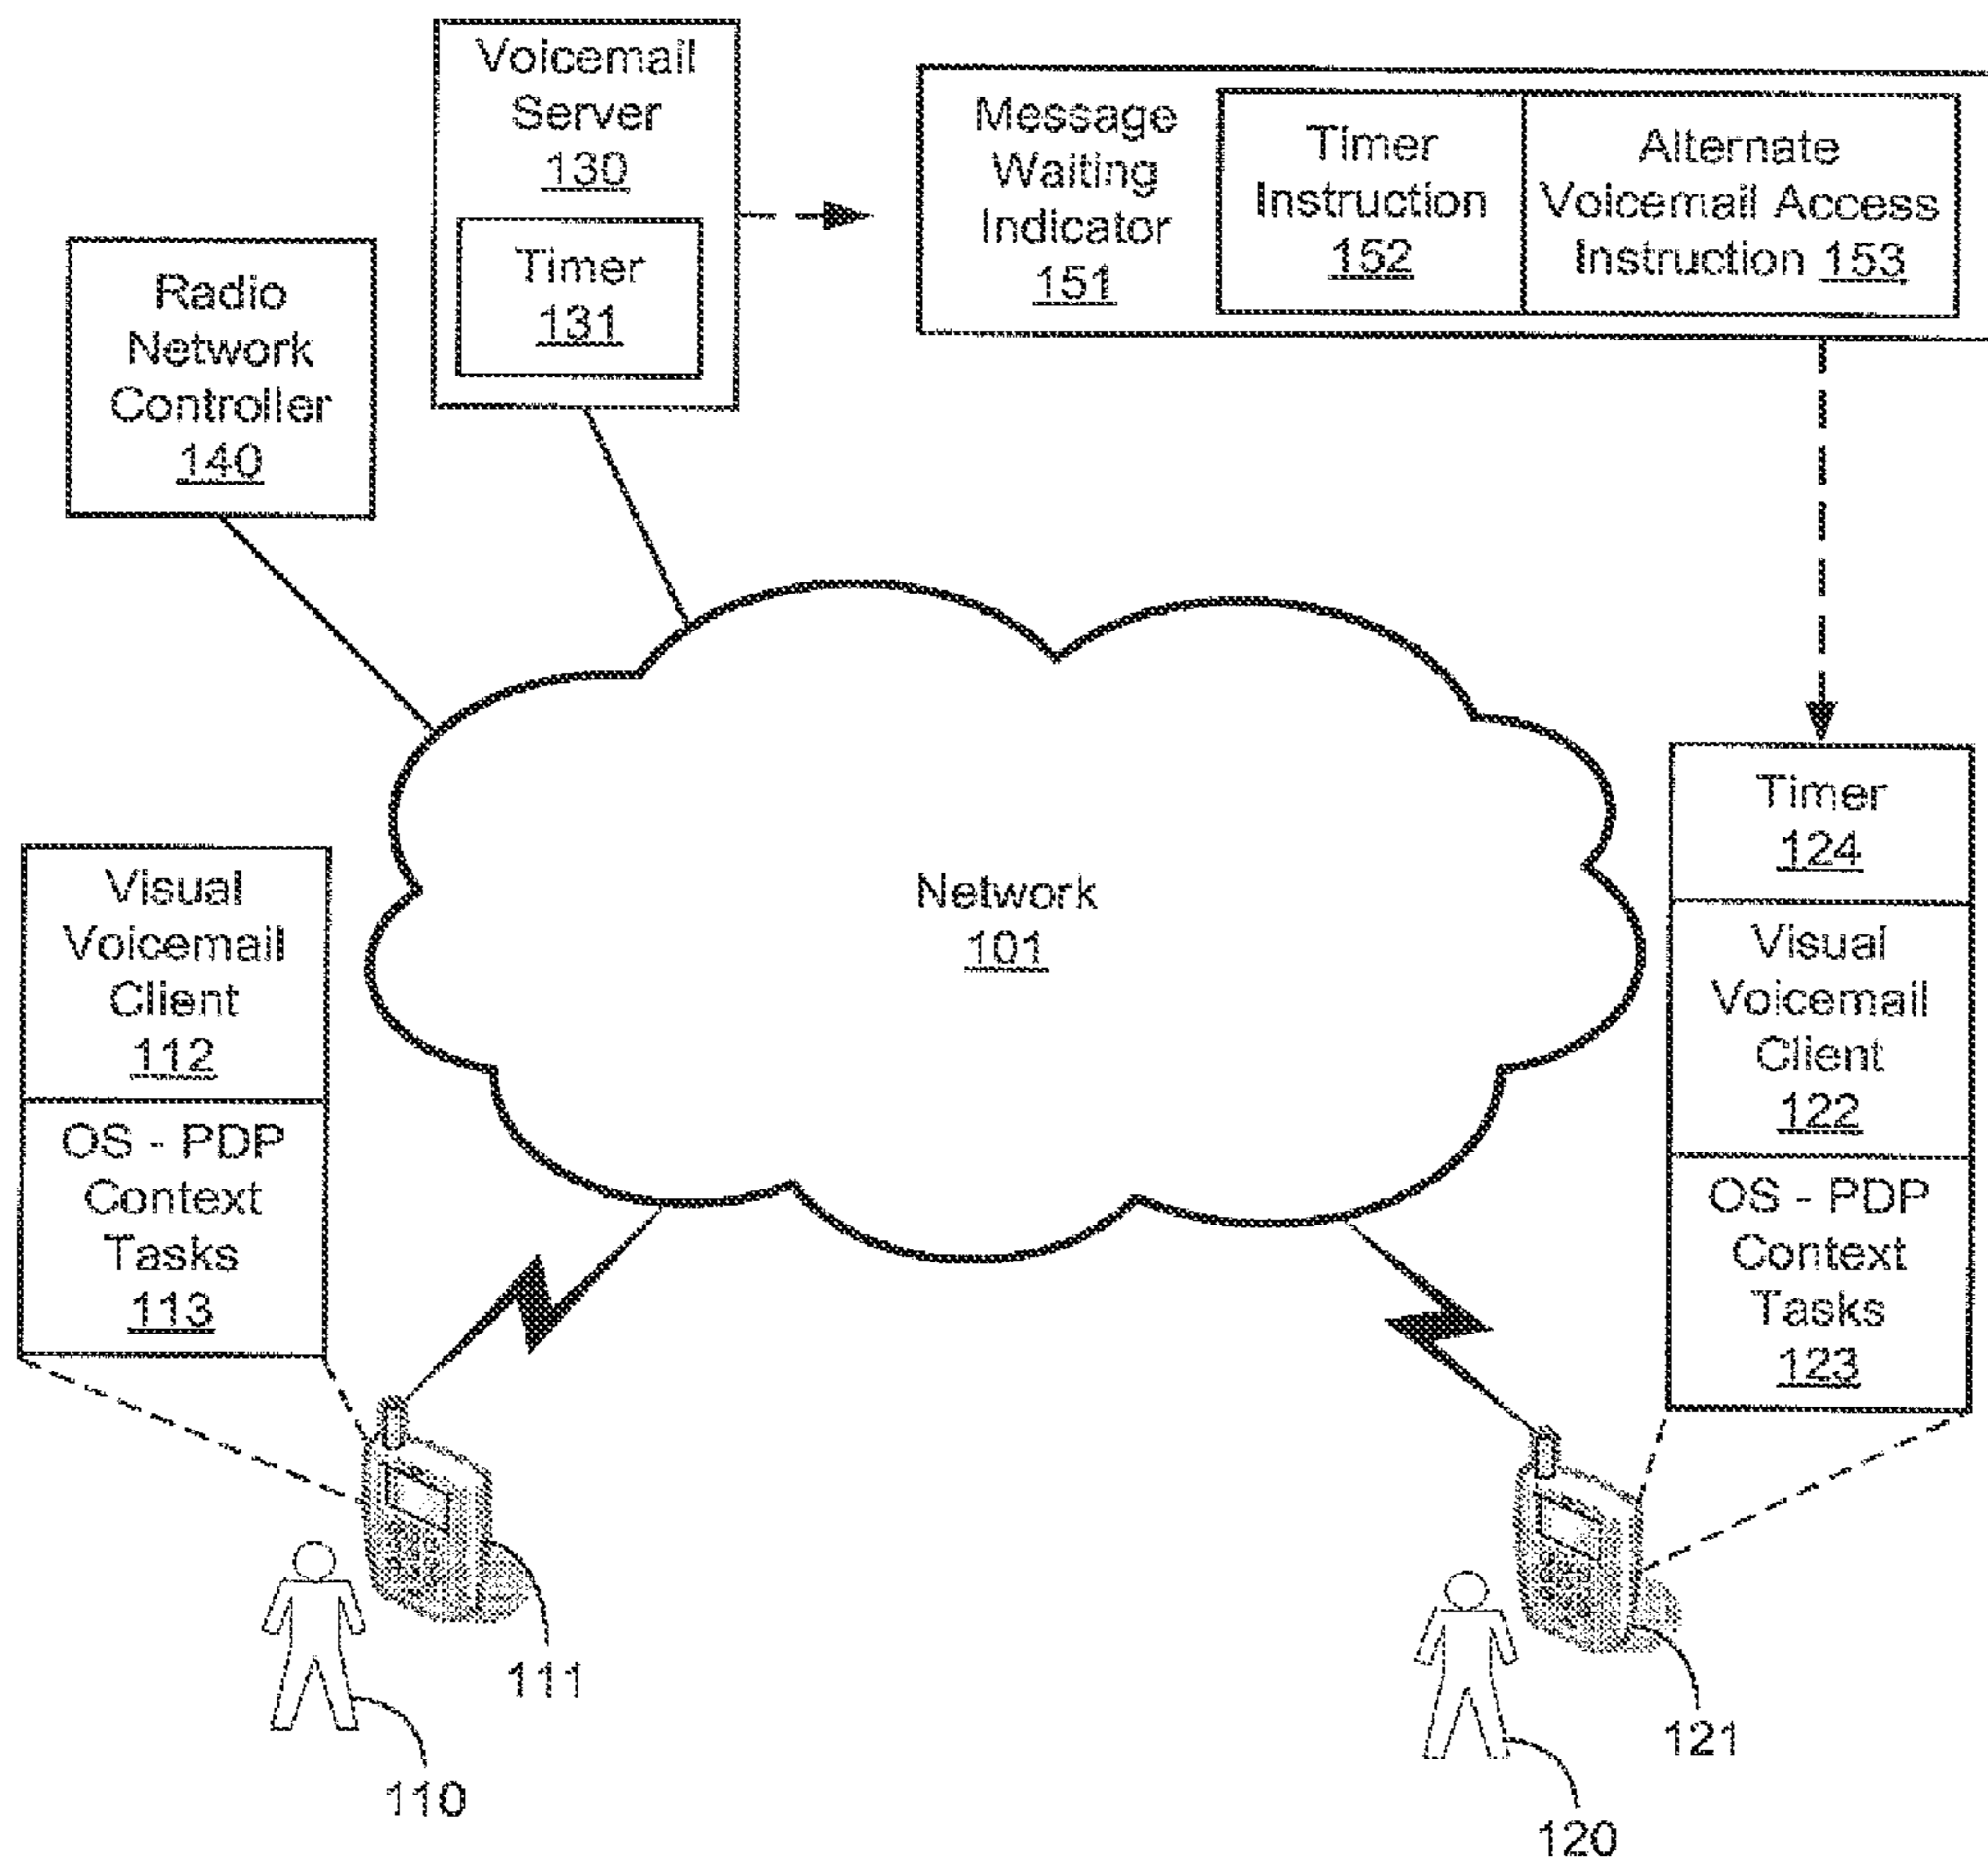 Voicemail
Server
130
Timer
131
Message
Waiting
Indicator
151
Timer
Instruction
152
Alternate
Voicemail Access
Instruction 153
Radio
Network
Controller
140
Network
101
Timer
124
Visual
Voicemail
Client
122
OS - PDP
Context
Tasks
123
Visual
Voicemail
Client
112
OS - PDP
Context
Tasks
113
111
110
121
120